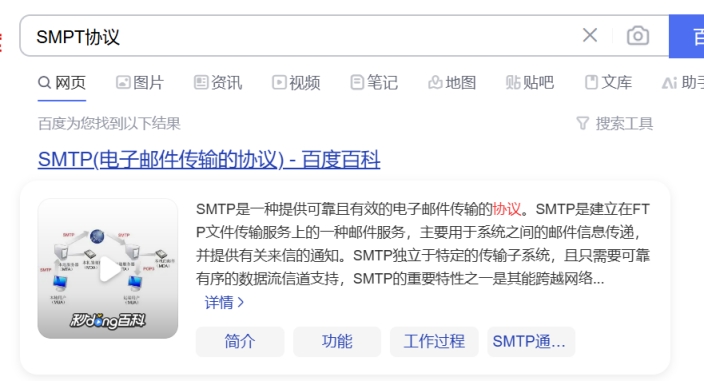 SMPT协议
百
网页 图片 资讯 视频 笔记 地图 贴吧 文库 Ai 助手
百度为您找到以下结果
搜索工具
SMTP(电子邮件传输的协议) - 百度百科
SMTP是一种提供可靠且有效的电子邮件传输的协议。SMTP是建立在FT
P文件传输服务上的一种邮件服务，主要用于系统之间的邮件信息传递，
并提供有关来信的通知。SMTP独立于特定的传输子系统，且只需要可靠
有序的数据流信道支持，SMTP的重要特性之一是其能跨越网络...
详情
SMTP
SMTP
SMTP
POP3
秒dong百科
简介 功能 工作过程 SMTP通...